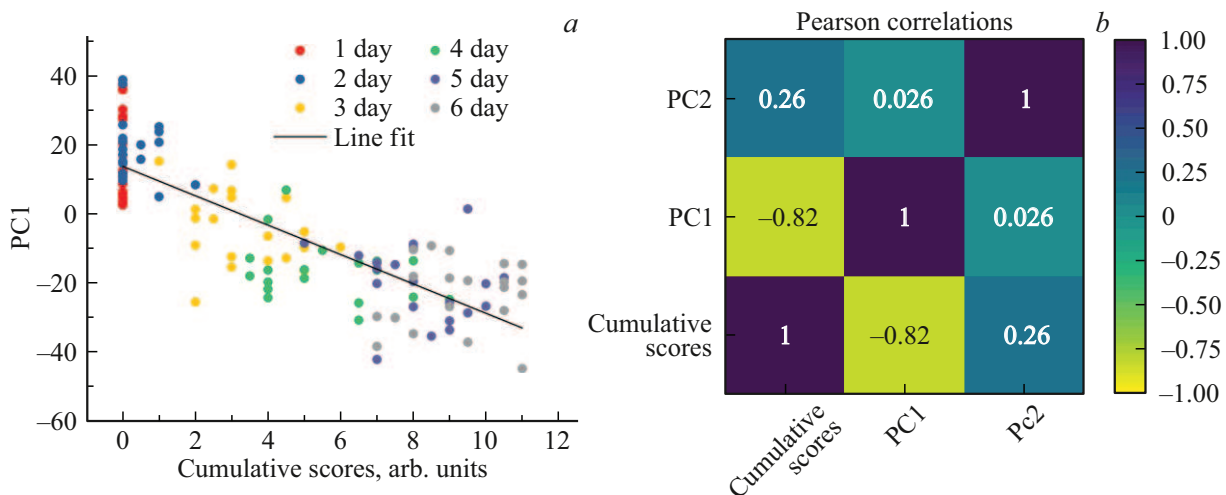 a
1 day
2 day
3 day
4 day
5 day
6 day
Line fit
PC1
40
20
0
–20
–40
–60
0 2 4 6 8 10 12
Cumulative scores, arb. units
Pearson correlations
b
PC2
PC1
Cumulative
scores
0.26 0.026 1
–0.82 1 0.026
1 –0.82 0.26
Cumulative
scores
PC1
Pc2
1.00
0.75
0.50
0.25
0
–0.25
–0.50
–0.75
–1.00